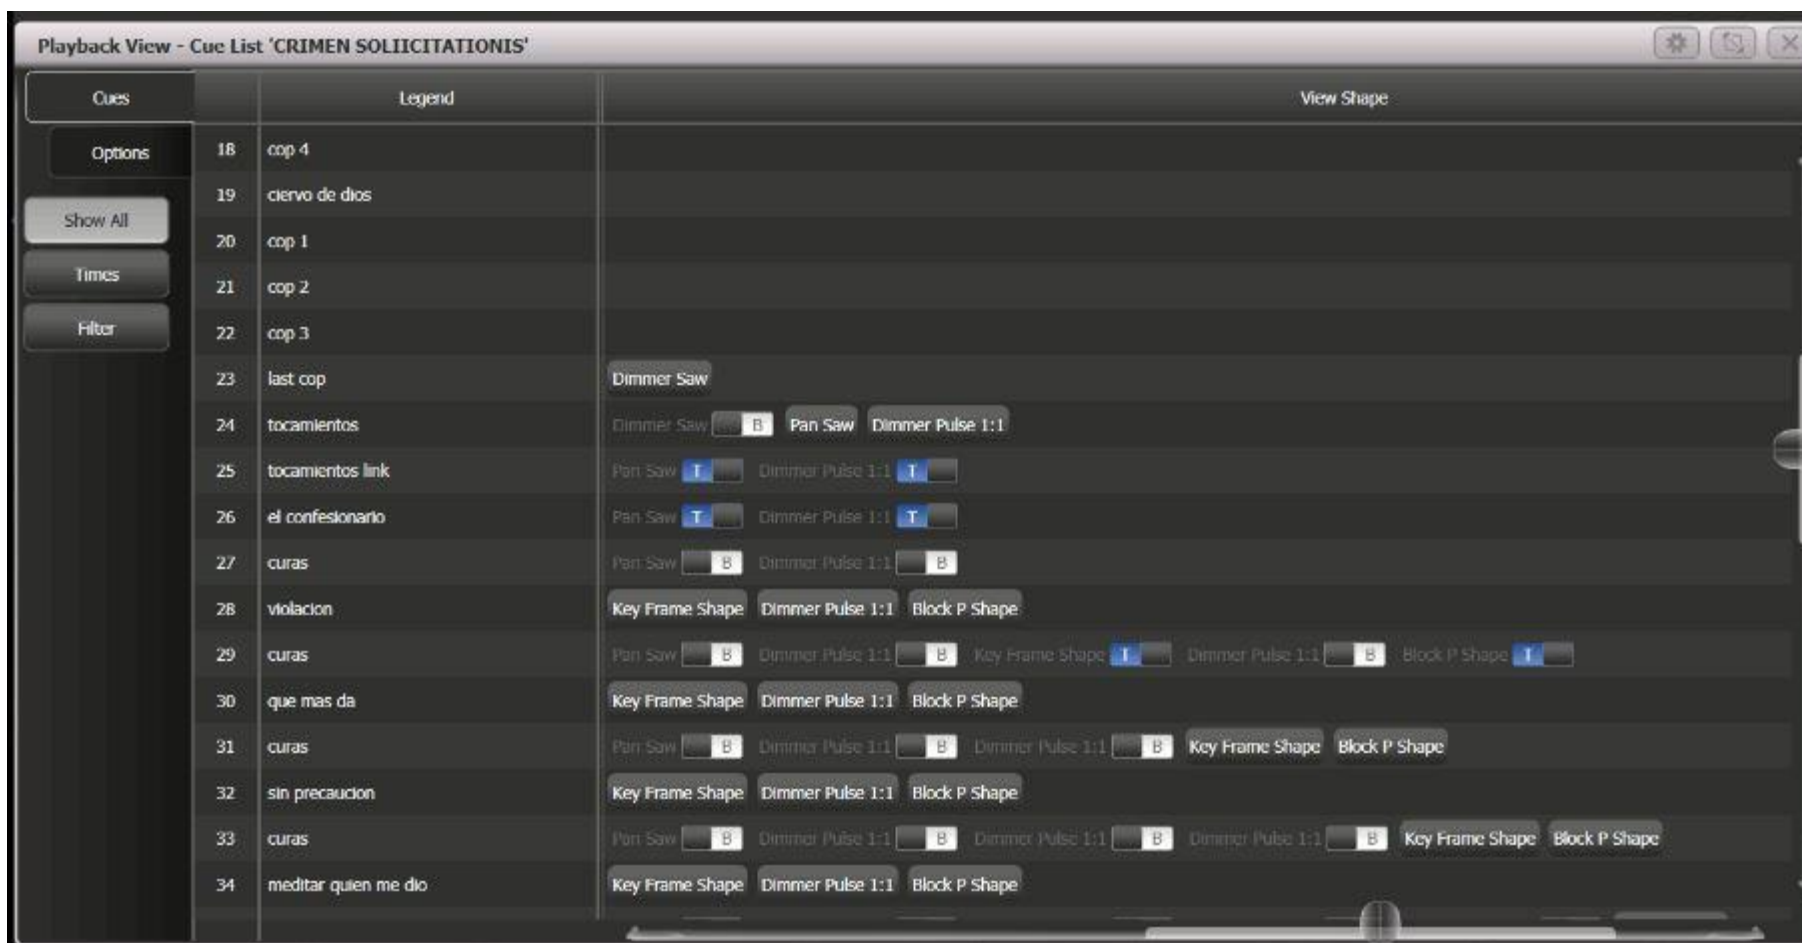 Playback View - Cue List 'CRIMEN SOLIICITATIONIS'
Cues Legend View Shape
Options 18 cop 4
19 ciervo de dios
Show All
20 cop 1
Times 21 cop 2
Filter 22 cop 3
23 last cop Dimmer Saw
24 tocamientos Dimmer Saw B Pan Saw Dimmer Pulse 1:1
25 tocamientos link Pan Saw T Dimmer Pulse 1:1 T
26 el confesionario Pan Saw T Dimmer Pulse 1:1 T
27 curas Pan Saw B Dimmer Pulse 1:1 B
28 violacion Key Frame Shape Dimmer Pulse 1:1 Block P Shape
29 curas Pan Saw B Dimmer Pulse 1:1 B Key Frame Shape T Dimmer Pulse 1:1 B Block P Shape T
30 que mas da Key Frame Shape Dimmer Pulse 1:1 Block P Shape
31 curas Pan Saw B Dimmer Pulse 1:1 B Dimmer Pulse 1:1 B Key Frame Shape Block P Shape
32 sin precaucion Key Frame Shape Dimmer Pulse 1:1 Block P Shape
33 curas Pan Saw B Dimmer Pulse 1:1 B Dimmer Pulse 1:1 B Dimmer Pulse 1:1 B Key Frame Shape Block P Shape
34 meditar quien me dio Key Frame Shape Dimmer Pulse 1:1 Block P Shape